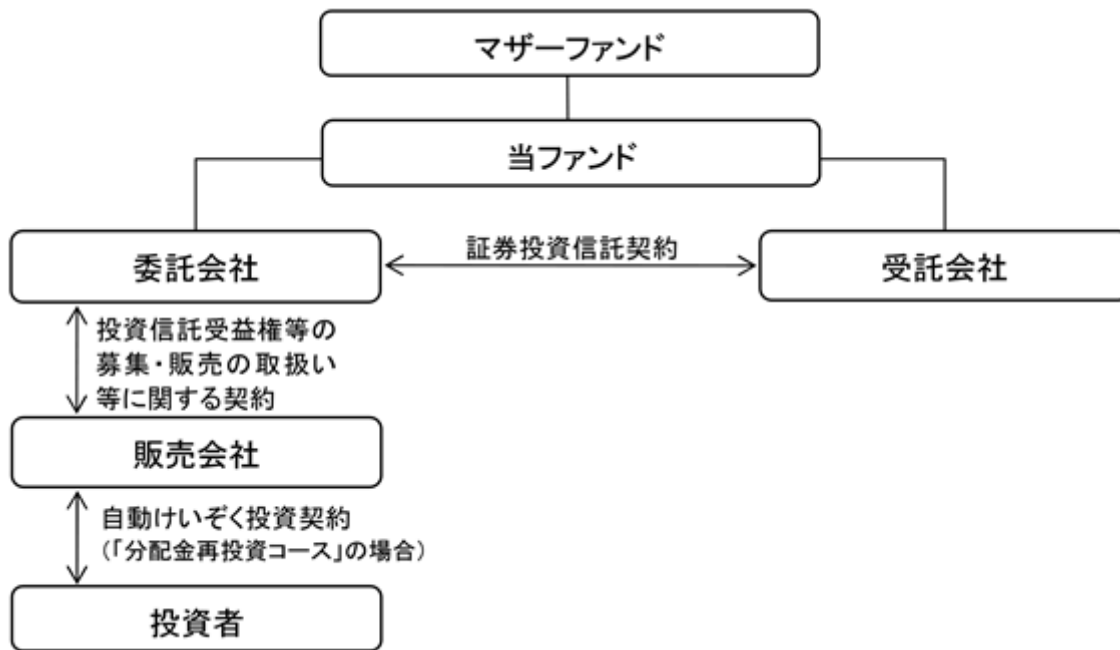 マザーファンド
当ファンド
委託会社
証券投資信託契約
受託会社
投資信託受益権等の
募集・販売の取扱い
等に関する契約
販売会社
自動けいぞく投資契約
(「分配金再投資コース」の場合)
投資者